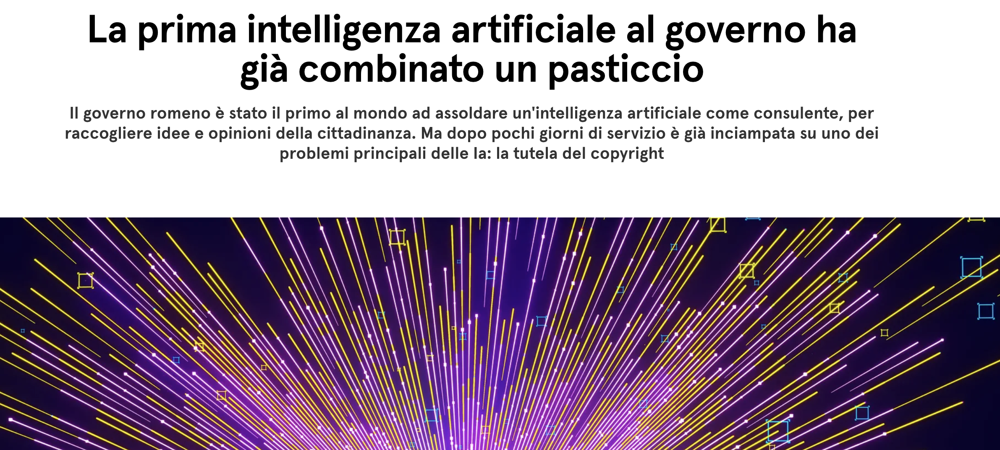 La prima intelligenza artificiale al governo ha
già combinato un pasticcio
Il governo romeno è stato il primo al mondo ad assoldare un'intelligenza artificiale come consulente, per
raccogliere idee e opinioni della cittadinanza. Ma dopo pochi giorni di servizio è già inciampata su uno dei
problemi principali delle Ia: la tutela del copyright